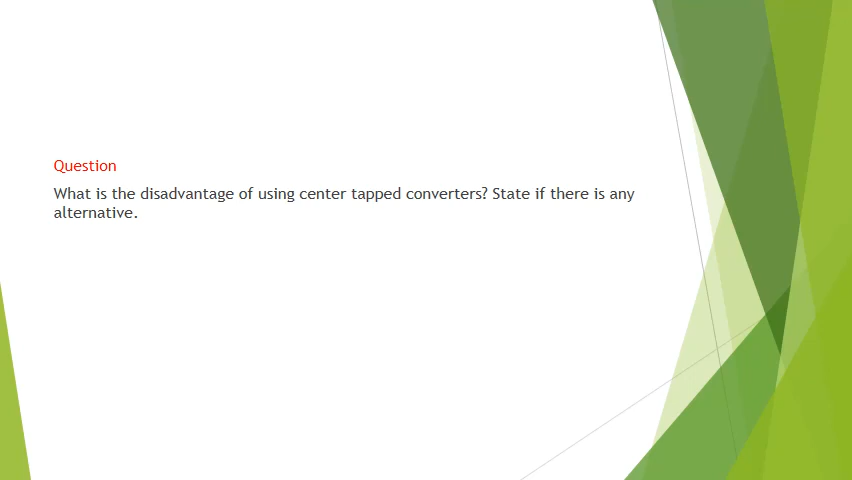 Question
What is the disadvantage of using center tapped converters? State if there is any
alternative.